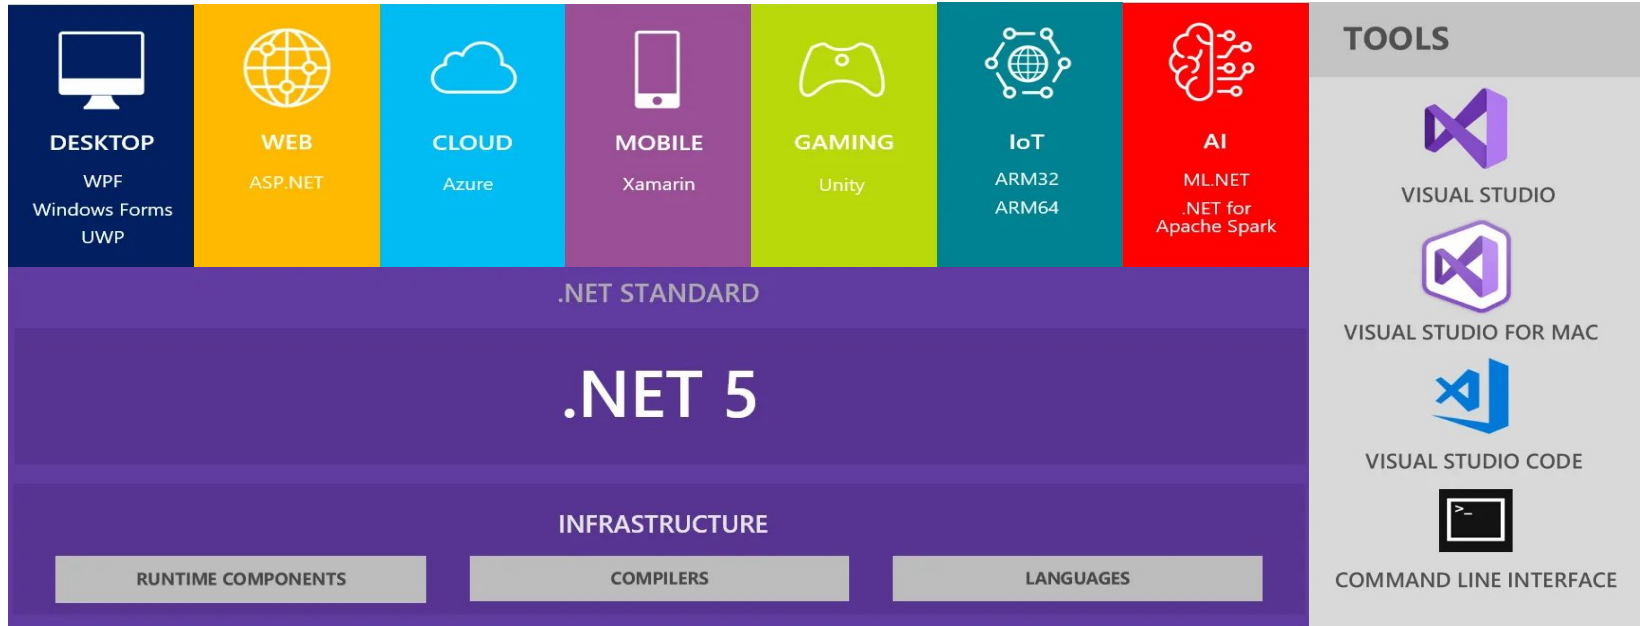 DESKTOP
WPF
Windows Forms
UWP
WEB
ASP.NET
CLOUD
Azure
MOBILE
Xamarin
GAMING
Unity
IoT
ARM32
ARM64
AI
ML.NET
.NET for
Apache Spark
.NET STANDARD
.NET 5
INFRASTRUCTURE
RUNTIME COMPONENTS
COMPILERS
LANGUAGES
TOOLS
VISUAL STUDIO
VISUAL STUDIO FOR MAC
VISUAL STUDIO CODE
>_
COMMAND LINE INTERFACE